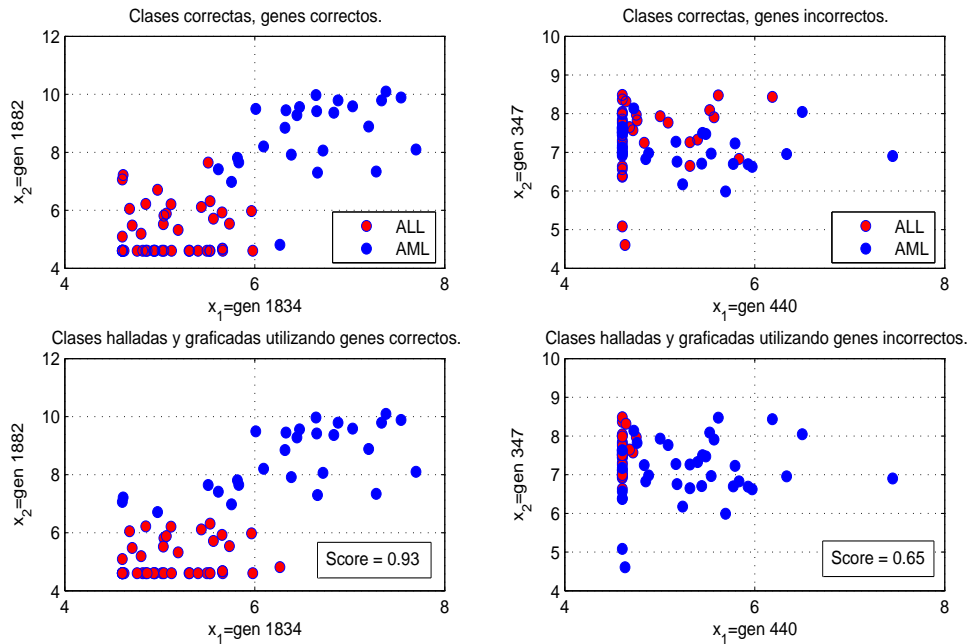 Clases correctas, genes correctos.
12
10
8
6
4
x2=gen 1882
ALL
AML
4
6
8
x1=gen 1834
Clases correctas, genes incorrectos.
10
9
8
7
6
5
4
x2=gen 347
ALL
AML
4
6
8
x1=gen 440
Clases halladas y graficadas utilizando genes correctos.
12
10
8
6
4
x2=gen 1882
Score = 0.93
4
6
8
x1=gen 1834
Clases halladas y graficadas utilizando genes incorrectos.
10
9
8
7
6
5
4
x2=gen 347
Score = 0.65
4
6
8
x1=gen 440